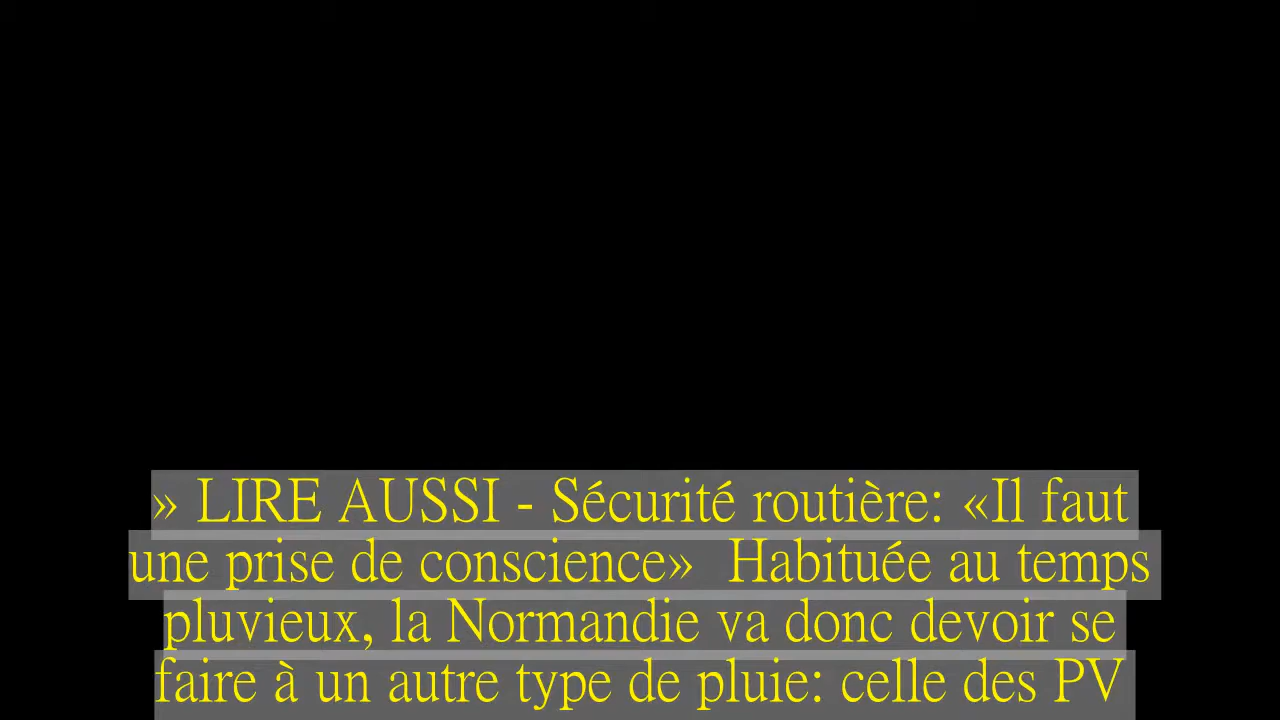 » LIRE AUSSI - Sécurité routière: «Il faut
une prise de conscience»  Habituée au temps
pluvieux, la Normandie va donc devoir se
faire à un autre type de pluie: celle des PV